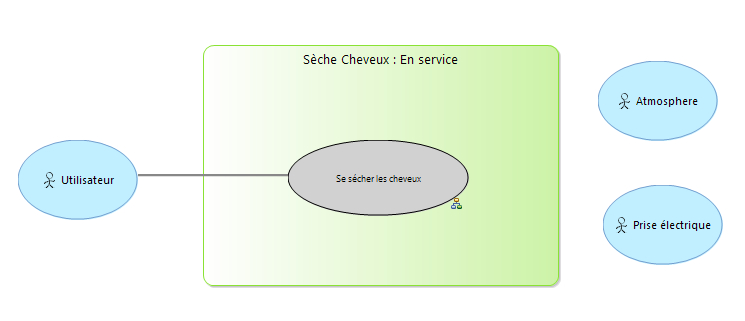 Sèche Cheveux : En service
Atmosphere
Utilisateur
Se sécher les cheveux
Prise électrique